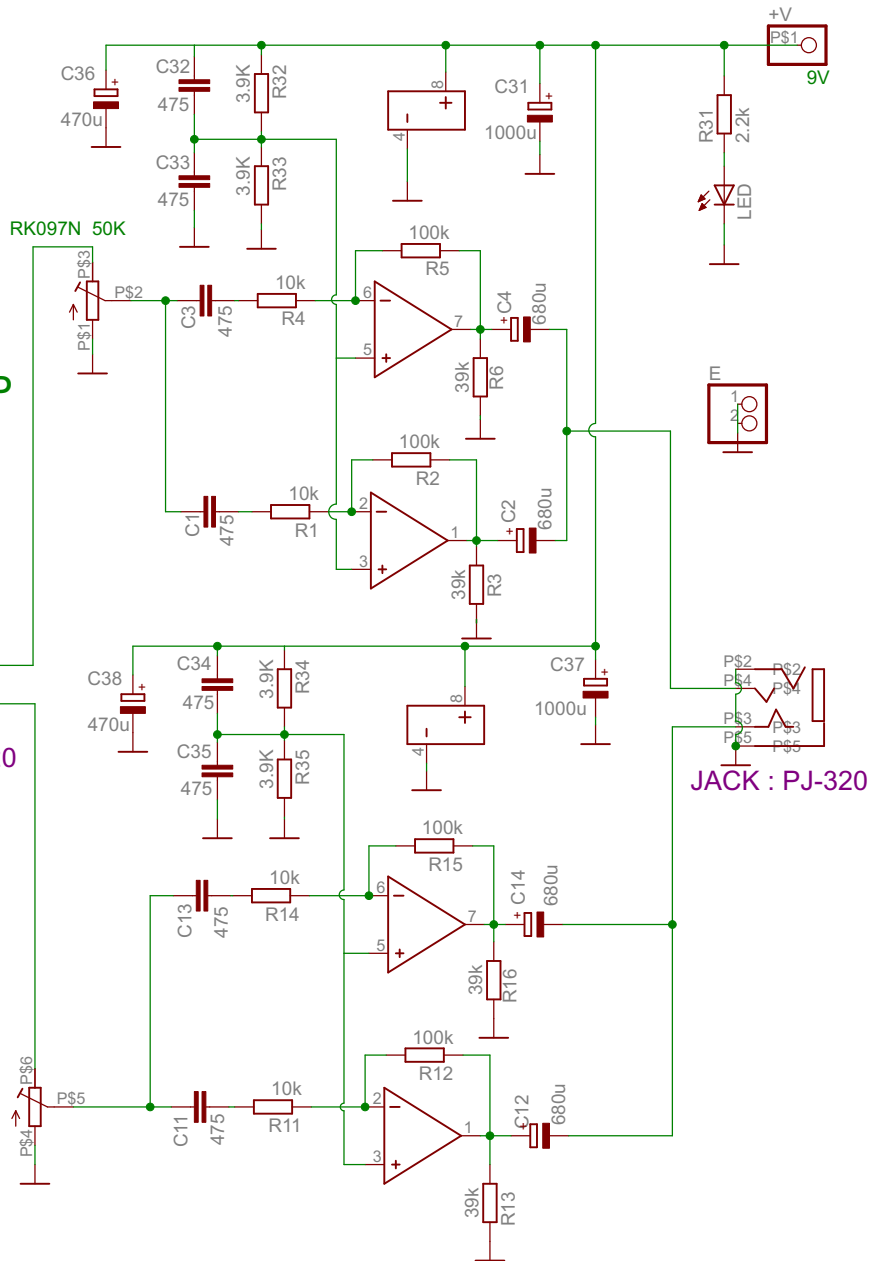 +V
P$1
9V
C36
+
470u
C32
475
3.9K
R32
8
+
-
4
C31
+
1000u
R31
2.2k
LED
C33
475
3.9K
R33
RK097N 50K
P$3
P$2
P$1
C3
475
10k
R4
100k
R5
6
-
5
+
7
C4
+
680u
39k
R6
P
E
1
2
C1
475
10k
R1
100k
R2
2
-
3
+
1
C2
+
680u
39k
R3
C38
+
470u
C34
475
3.9K
R34
8
+
-
4
C37
+
1000u
C35
475
3.9K
R35
P$2
P$2
P$4
P$4
P$3
P$3
P$5
P$5
JACK : PJ-320
0
C13
475
10k
R14
100k
R15
6
-
5
+
7
C14
+
680u
39k
R16
P$6
P$5
P$4
C11
475
10k
R11
100k
R12
2
-
3
+
1
C12
+
680u
39k
R13